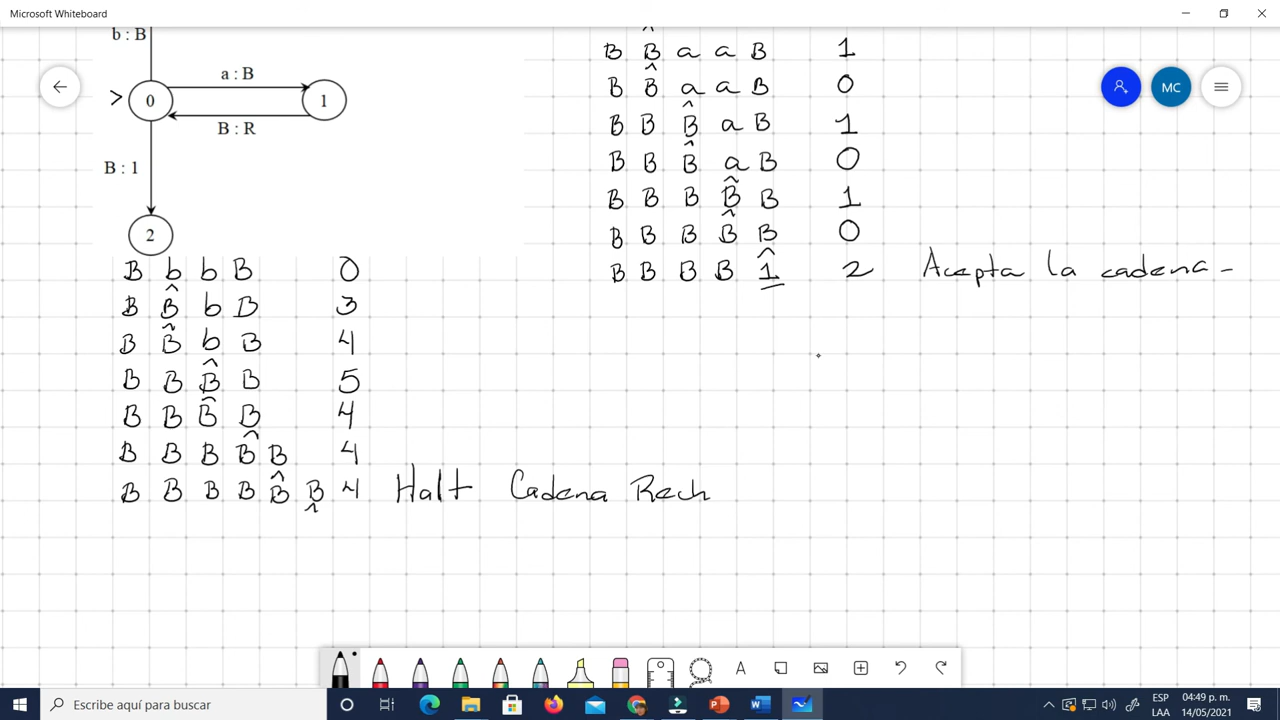 Microsoft Whiteboard
b : B
a : B
> 0 1
B : R
B : 1
2
MC
B B a a B 1
B B a a B 0
B B B a B 1
B B B a B 0
B B B B B 1
B B B B B 0
B B B B 1 2 Acepta la cadena -
B b b B 0
B B b B 3
B B b B 4
B B B B 5
B B B B 4
B B B B B 4
B B B B B B 4 Halt Cadena Rech
A
Escribe aquí para buscar
ESP
LAA
04:49 p. m.
14/05/2021